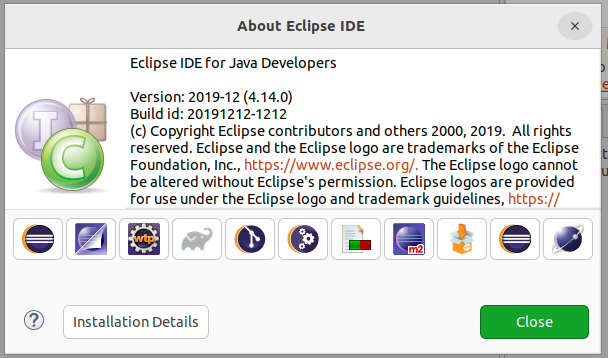 About Eclipse IDE
Eclipse IDE for Java Developers
Version: 2019-12 (4.14.0)
Build id: 20191212-1212
(c) Copyright Eclipse contributors and others 2000, 2019.  All rights
reserved. Eclipse and the Eclipse logo are trademarks of the Eclipse
Foundation, Inc., https://www.eclipse.org/. The Eclipse logo cannot
be altered without Eclipse's permission. Eclipse logos are provided
for use under the Eclipse logo and trademark guidelines, https://
I
C
wtp
m2
?
Installation Details
Close